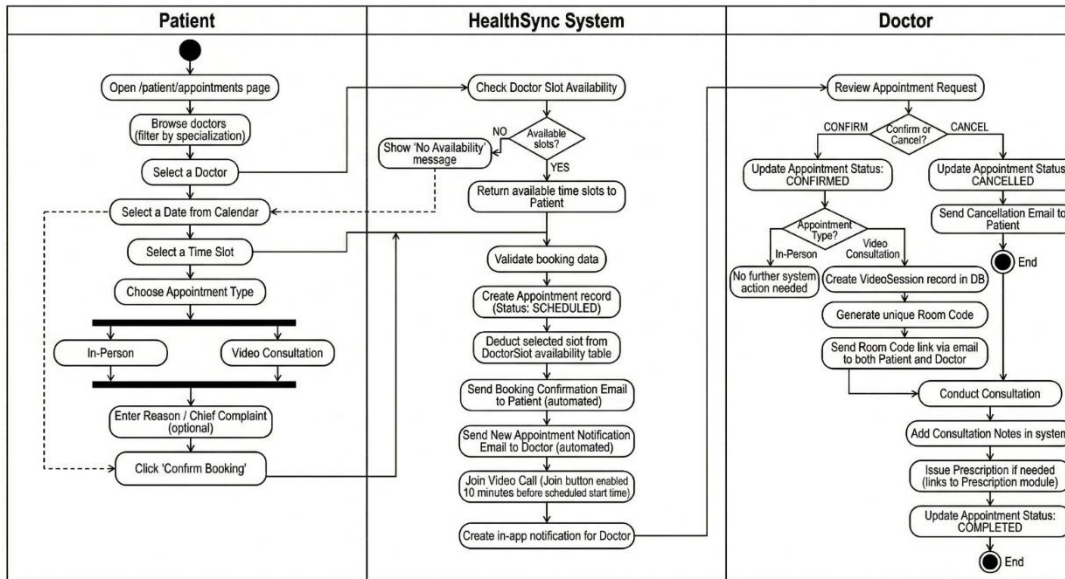 Patient
HealthSync System
Doctor
Open /patient/appointments page
Browse doctors
(filter by specialization)
Select a Doctor
Select a Date from Calendar
Select a Time Slot
Choose Appointment Type
In-Person
Video Consultation
Enter Reason / Chief Complaint
(optional)
Click 'Confirm Booking'
Check Doctor Slot Availability
Available
slots?
NO
YES
Show 'No Availability'
message
Return available time slots to
Patient
Validate booking data
Create Appointment record
(Status: SCHEDULED)
Deduct selected slot from
DoctorSlot availability table
Send Booking Confirmation Email
to Patient (automated)
Send New Appointment Notification
Email to Doctor (automated)
Join Video Call (Join button enabled
10 minutes before scheduled start time)
Create in-app notification for Doctor
Review Appointment Request
Confirm or
Cancel?
CONFIRM
CANCEL
Update Appointment Status:
CONFIRMED
Update Appointment Status:
CANCELLED
Send Cancellation Email to
Patient
End
Appointment
Type?
In-Person
Video
Consultation
No further system
action needed
Create VideoSession record in DB
Generate unique Room Code
Send Room Code link via email
to both Patient and Doctor
Conduct Consultation
Add Consultation Notes in system
Issue Prescription if needed
(links to Prescription module)
Update Appointment Status:
COMPLETED
End